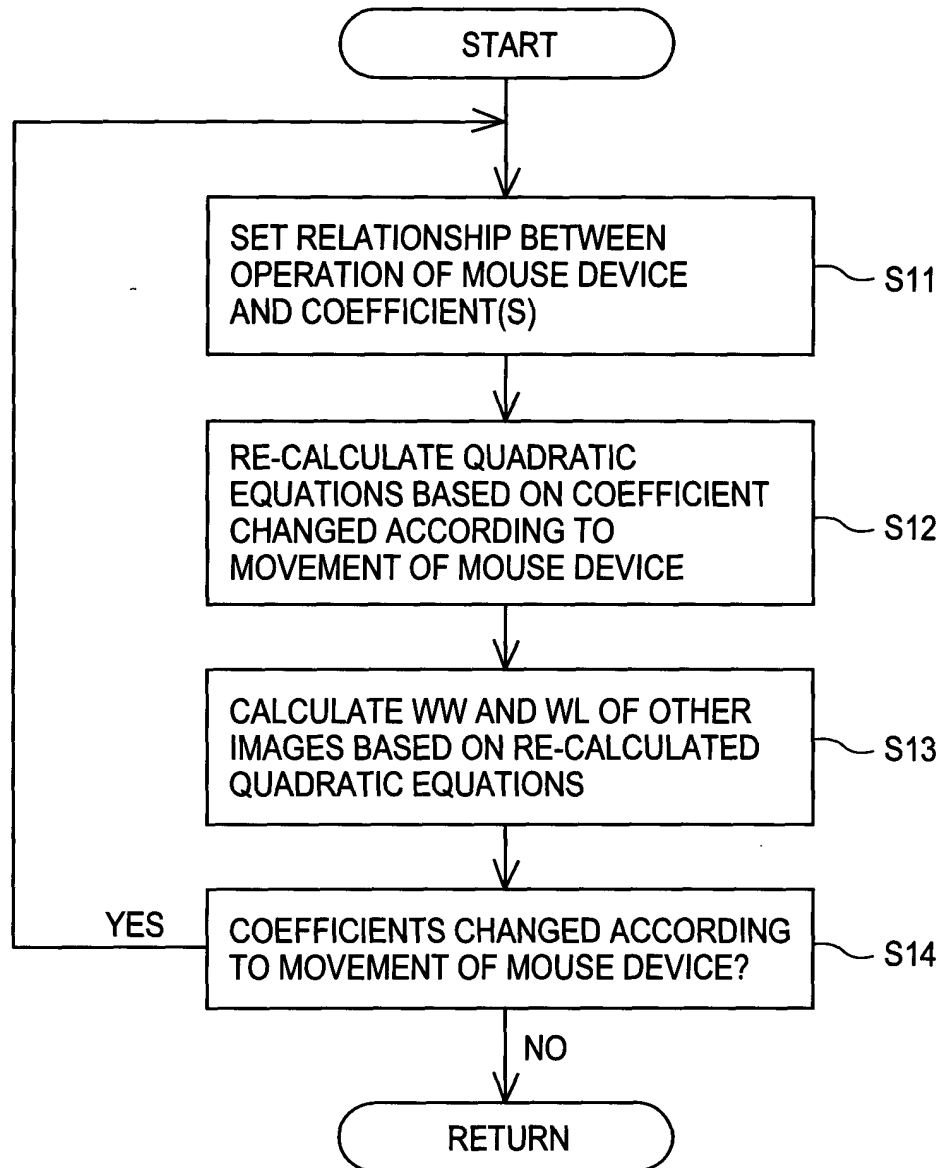 START
SET RELATIONSHIP BETWEEN
OPERATION OF MOUSE DEVICE
AND COEFFICIENT(S)
S11
RE-CALCULATE QUADRATIC
EQUATIONS BASED ON COEFFICIENT
CHANGED ACCORDING TO
MOVEMENT OF MOUSE DEVICE
S12
CALCULATE WW AND WL OF OTHER
IMAGES BASED ON RE-CALCULATED
QUADRATIC EQUATIONS
S13
YES
COEFFICIENTS CHANGED ACCORDING
TO MOVEMENT OF MOUSE DEVICE?
S14
NO
RETURN